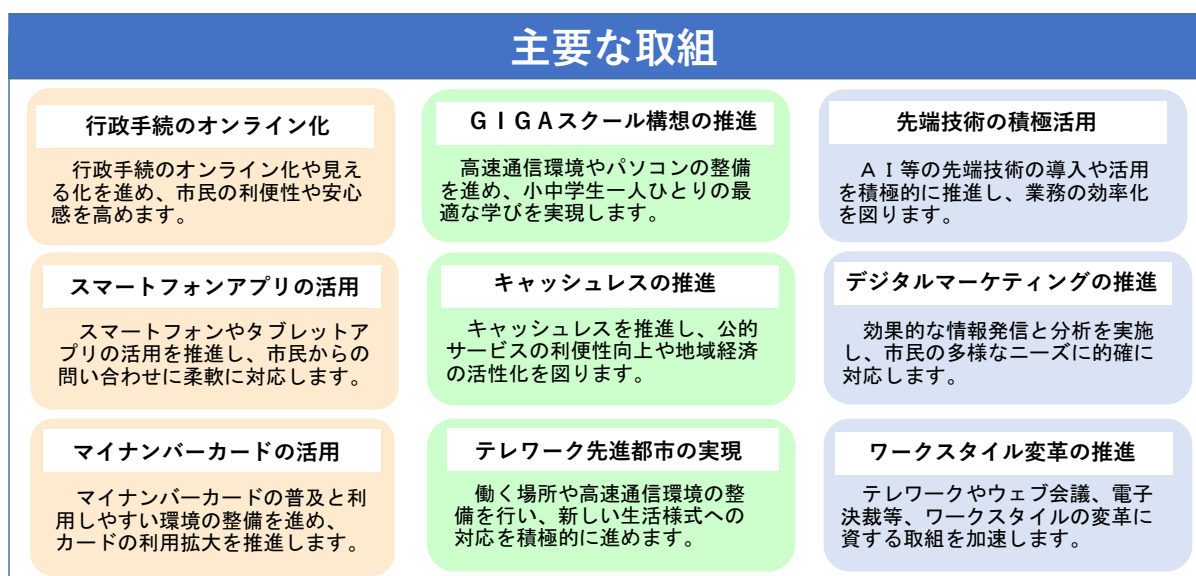 主要な取組
行政手続のオンライン化
行政手続のオンライン化や見え
る化を進め、市民の利便性や安心
感を高めます。
ＧＩＧＡスクール構想の推進
高速通信環境やパソコンの整備
を進め、小中学生一人ひとりの最
適な学びを実現します。
先端技術の積極活用
ＡＩ等の先端技術の導入や活用
を積極的に推進し、業務の効率化
を図ります。
スマートフォンアプリの活用
スマートフォンやタブレットア
プリの活用を推進し、市民からの
問い合わせに柔軟に対応します。
キャッシュレスの推進
キャッシュレスを推進し、公的
サービスの利便性向上や地域経済
の活性化を図ります。
デジタルマーケティングの推進
効果的な情報発信と分析を実施
し、市民の多様なニーズに的確に
対応します。
マイナンバーカードの活用
マイナンバーカードの普及と利
用しやすい環境の整備を進め、
カードの利用拡大を推進します。
テレワーク先進都市の実現
働く場所や高速通信環境の整
備を行い、新しい生活様式への
対応を積極的に進めます。
ワークスタイル変革の推進
テレワークやウェブ会議、電子
決裁等、ワークスタイルの変革に
資する取組を加速します。